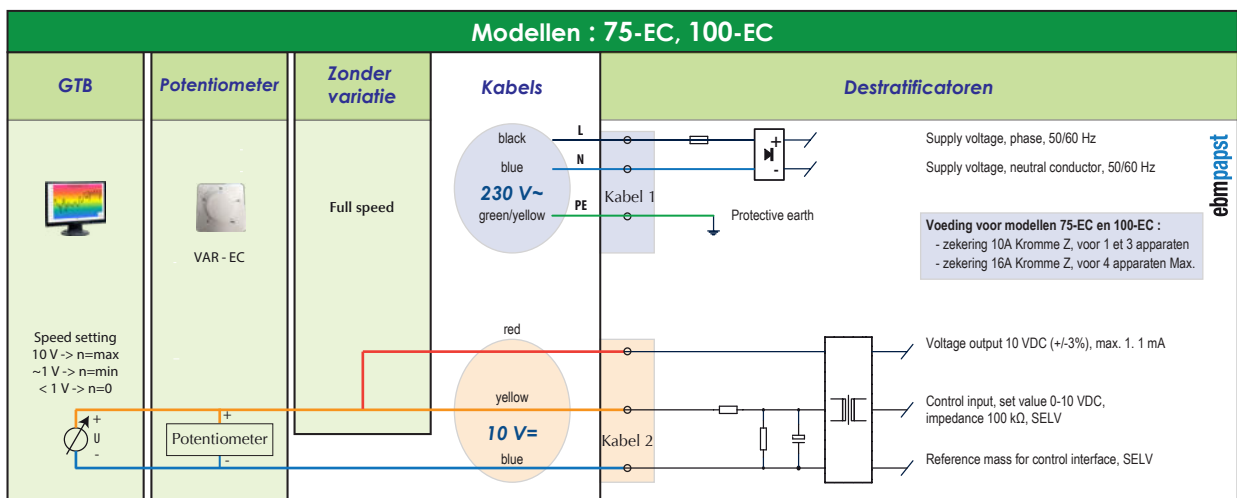 Modellen : 75-EC, 100-EC
GTB
Potentiometer
Zonder
variatie
Kabels
Destratificatoren
VAR - EC
Full speed
black
L
blue
N
230 V~
green/yellow
PE
Kabel 1
+
-
Protective earth
Supply voltage, phase, 50/60 Hz
Supply voltage, neutral conductor, 50/60 Hz
ebmpapst
Voeding voor modellen 75-EC en 100-EC :
- zekering 10A Kromme Z, voor 1 et 3 apparaten
- zekering 16A Kromme Z, voor 4 apparaten Max.
Speed setting
10 V -> n=max
~1 V -> n=min
< 1 V -> n=0
+
U
-
+
Potentiometer
-
red
yellow
10 V=
blue
Kabel 2
Voltage output 10 VDC (+/-3%), max. 1. 1 mA
Control input, set value 0-10 VDC,
impedance 100 kΩ, SELV
Reference mass for control interface, SELV